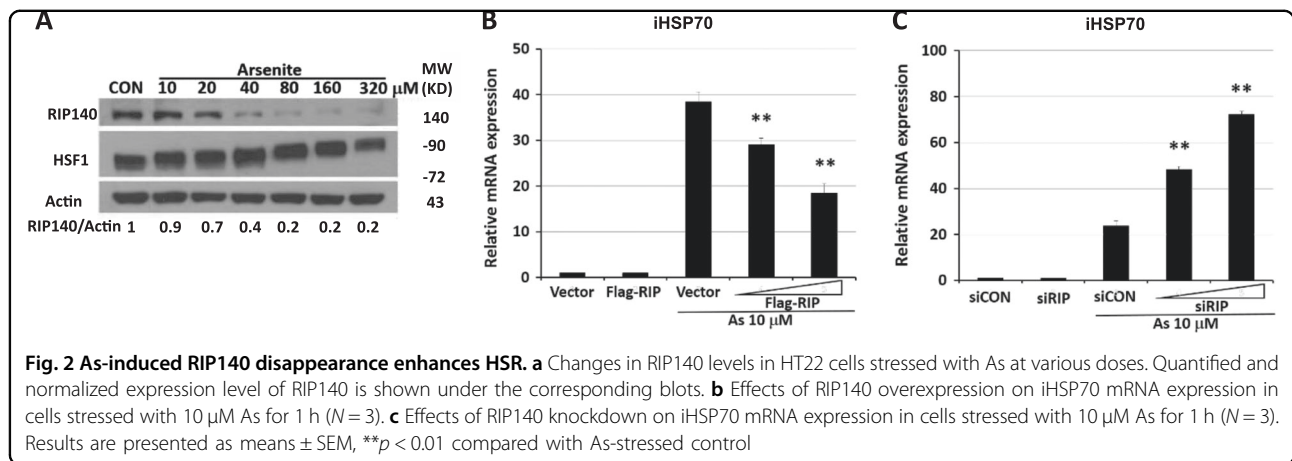 A
Arsenite
MW
(KD)
CON 10 20 40 80 160 320 μM
RIP140
140
HSF1
-90
-72
Actin
43
RIP140/Actin 1 0.9 0.7 0.4 0.2 0.2 0.2
B
iHSP70
Relative mRNA expression
50
40
30
20
10
0
**
**
Vector Flag-RIP Vector
Flag-RIP
As 10 μM
C
iHSP70
Relative mRNA expression
100
80
60
40
20
0
**
**
siCON siRIP siCON
siRIP
As 10 μM
Fig. 2 As-induced RIP140 disappearance enhances HSR. a Changes in RIP140 levels in HT22 cells stressed with As at various doses. Quantified and
normalized expression level of RIP140 is shown under the corresponding blots. b Effects of RIP140 overexpression on iHSP70 mRNA expression in
cells stressed with 10 μM As for 1 h (N = 3). c Effects of RIP140 knockdown on iHSP70 mRNA expression in cells stressed with 10 μM As for 1 h (N = 3).
Results are presented as means ± SEM, **p < 0.01 compared with As-stressed control